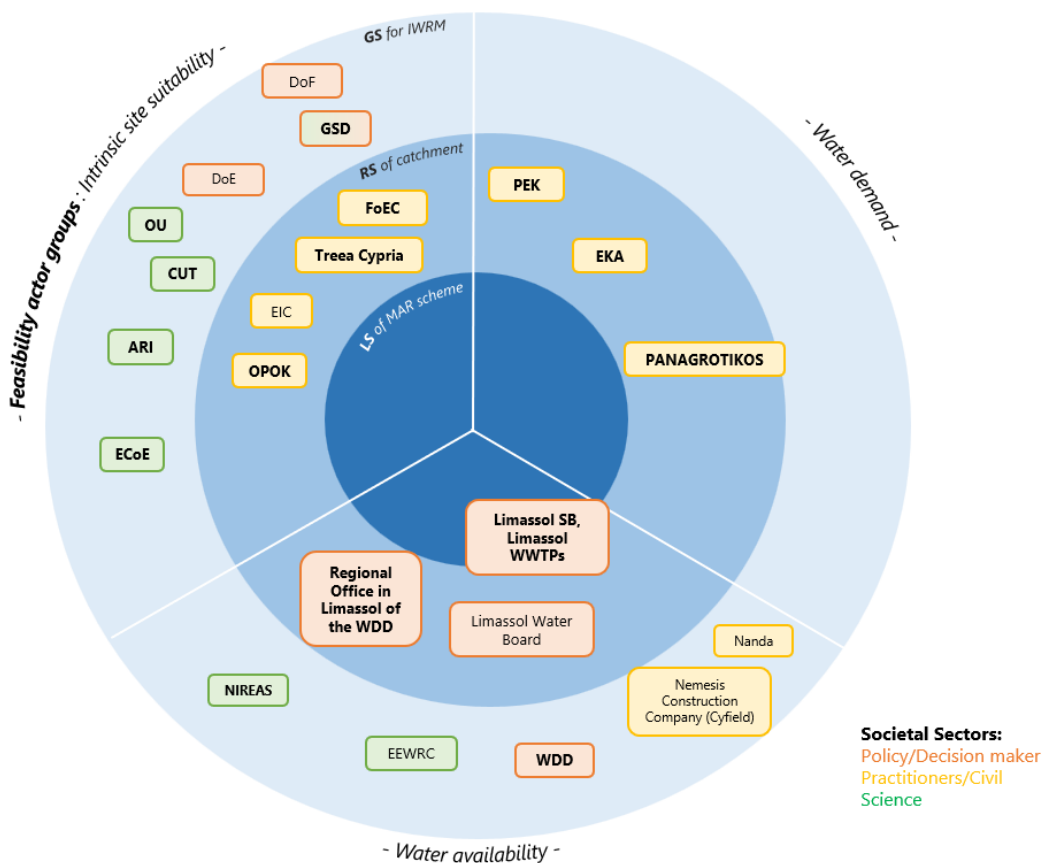 GS for IWRM
- Feasibility actor groups : Intrinsic site suitability -
- Water demand -
DoF
GSD
RS of catchment
DoE
PEK
FoEC
OU
Treea Cypria
EKA
CUT
LS of MAR scheme
EIC
ARI
OPOK
PANAGROTIKOS
ECoE
Limassol SB,
Limassol
WWTPs
Regional
Office in
Limassol of
the WDD
Limassol Water
Board
Nanda
NIREAS
Nemesis
Construction
Company (Cyfield)
EEWRC
WDD
Societal Sectors:
Policy/Decision maker
Practitioners/Civil
Science
- Water availability -